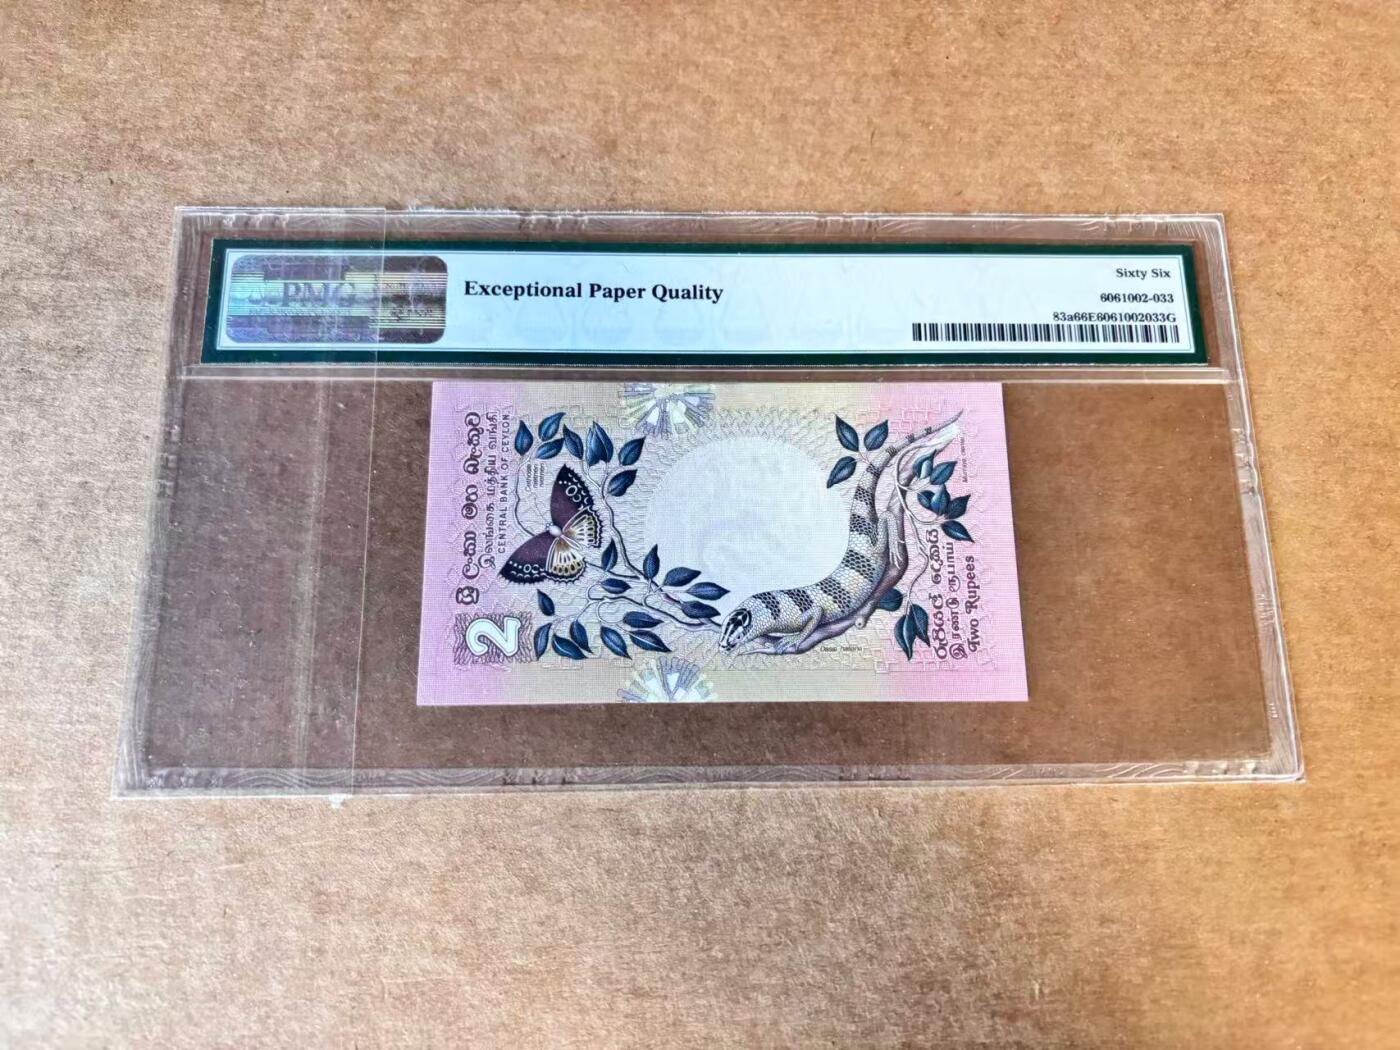 PMG
Exceptional Paper Quality
Sixty Six
6061002-033
83a66E6061002033G
ශ්‍රී ලංකා මහ බැංකුව
இலங்கை மத்திய வங்கி
CENTRAL BANK OF CEYLON
2
රුපියල් දෙකයි
இரண்டு ரூபாய்
Two Rupees